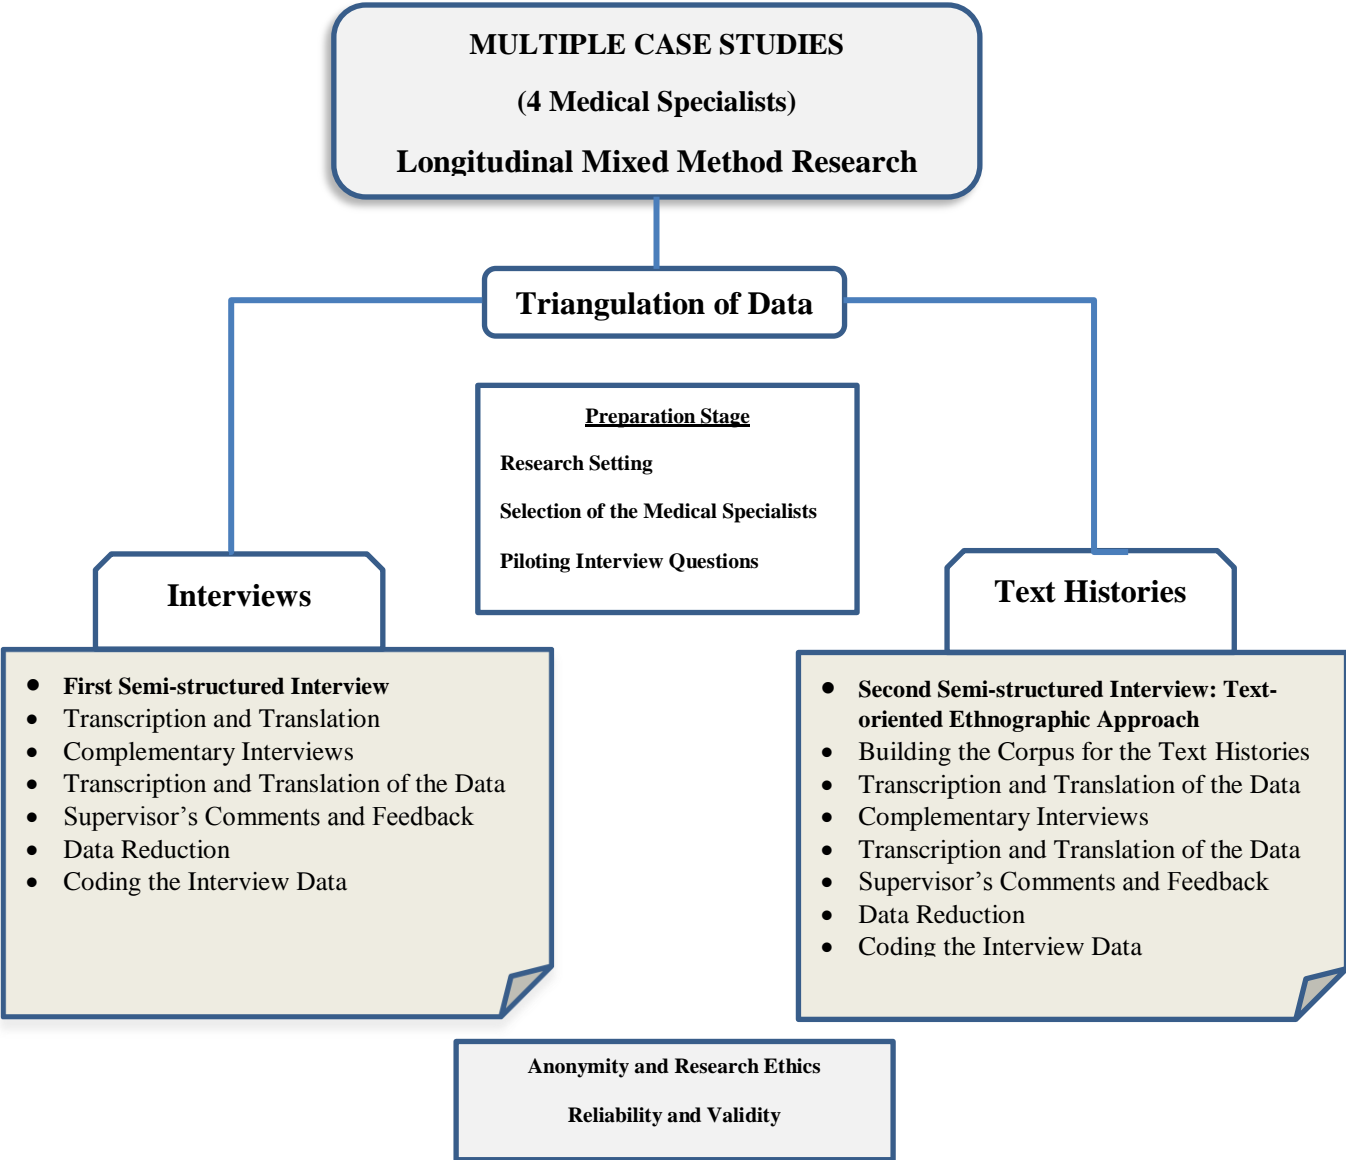 MULTIPLE CASE STUDIES
(4 Medical Specialists)
Longitudinal Mixed Method Research
Triangulation of Data
Preparation Stage
Research Setting
Selection of the Medical Specialists
Piloting Interview Questions
Interviews
• First Semi-structured Interview
• Transcription and Translation
• Complementary Interviews
• Transcription and Translation of the Data
• Supervisor’s Comments and Feedback
• Data Reduction
• Coding the Interview Data
Text Histories
• Second Semi-structured Interview: Text-
oriented Ethnographic Approach
• Building the Corpus for the Text Histories
• Transcription and Translation of the Data
• Complementary Interviews
• Transcription and Translation of the Data
• Supervisor’s Comments and Feedback
• Data Reduction
• Coding the Interview Data
Anonymity and Research Ethics
Reliability and Validity